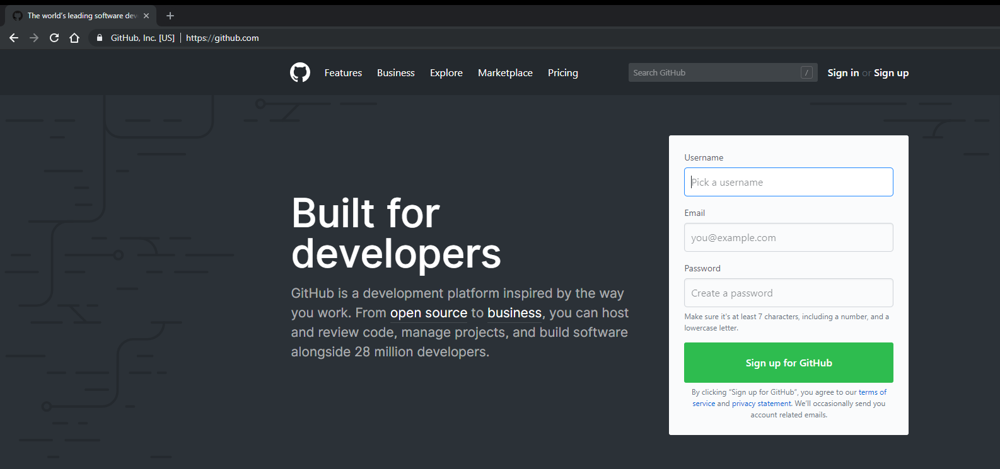 The world's leading software dev
GitHub, Inc. [US] | https://github.com
Features Business Explore Marketplace Pricing Search GitHub / Sign in or Sign up
Built for
developers
GitHub is a development platform inspired by the way
you work. From open source to business, you can host
and review code, manage projects, and build software
alongside 28 million developers.
Username
Pick a username
Email
you@example.com
Password
Create a password
Make sure it's at least 7 characters, including a number, and a
lowercase letter.
Sign up for GitHub
By clicking “Sign up for GitHub”, you agree to our terms of
service and privacy statement. We’ll occasionally send you
account related emails.